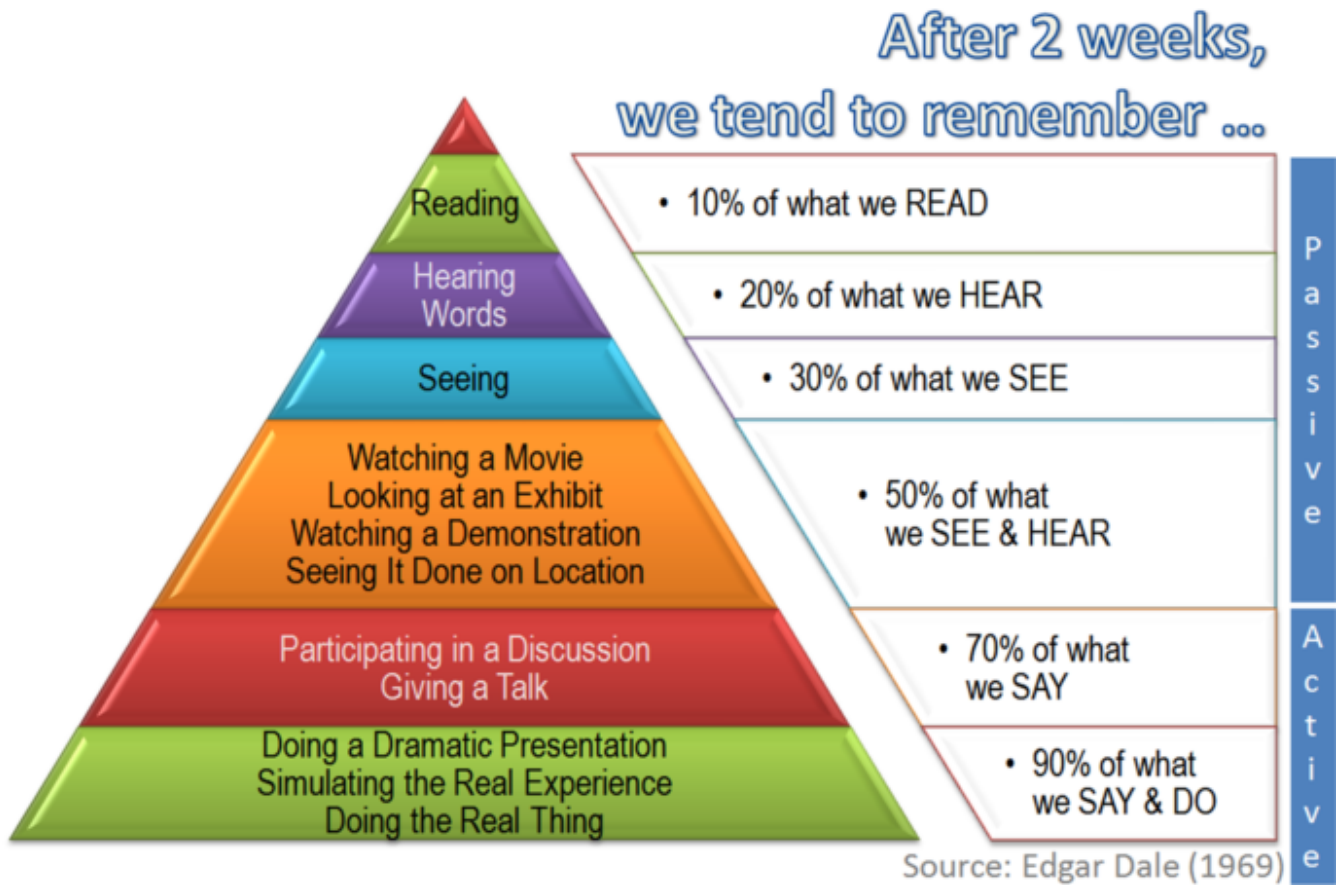 After 2 weeks,
we tend to remember ...
Reading
• 10% of what we READ
Hearing
Words
• 20% of what we HEAR
Seeing
• 30% of what we SEE
Watching a Movie
Looking at an Exhibit
Watching a Demonstration
Seeing It Done on Location
• 50% of what
we SEE & HEAR
Participating in a Discussion
Giving a Talk
• 70% of what
we SAY
Doing a Dramatic Presentation
Simulating the Real Experience
Doing the Real Thing
• 90% of what
we SAY & DO
Passive
Active
Source: Edgar Dale (1969)